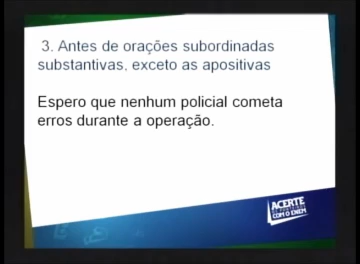 3. Antes de orações subordinadas
substantivas, exceto as apositivas
Espero que nenhum policial cometa
erros durante a operação.
ACERTE
COM O ENEM